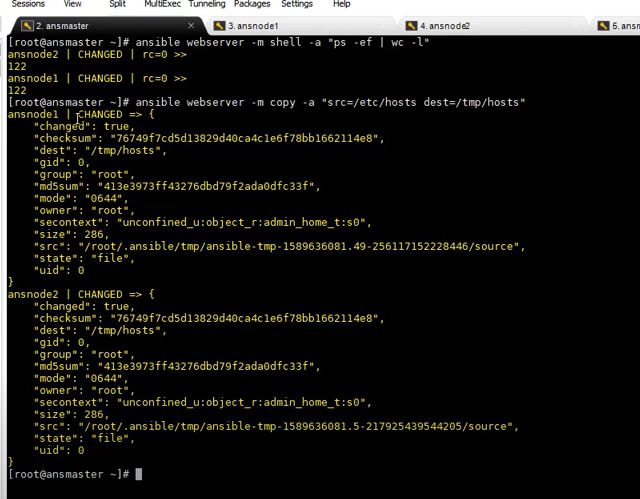 Sessions View Split MultiExec Tunneling Packages Settings Help
2. ansmaster 3. ansnode1 4. ansnode2 5. ansm
[root@ansmaster ~]# ansible webserver -m shell -a "ps -ef | wc -l"
ansnode2 | CHANGED | rc=0 >>
122
ansnode1 | CHANGED | rc=0 >>
122
[root@ansmaster ~]# ansible webserver -m copy -a "src=/etc/hosts dest=/tmp/hosts"
ansnode1 | CHANGED => {
"changed": true,
"checksum": "76749f7cd5d13829d40ca4c1e6f78bb1662114e8",
"dest": "/tmp/hosts",
"gid": 0,
"group": "root",
"md5sum": "413e3973ff43276dbd79f2ada0dfc33f",
"mode": "0644",
"owner": "root",
"secontext": "unconfined_u:object_r:admin_home_t:s0",
"size": 286,
"src": "/root/.ansible/tmp/ansible-tmp-1589636081.49-256117152228446/source",
"state": "file",
"uid": 0
}
ansnode2 | CHANGED => {
"changed": true,
"checksum": "76749f7cd5d13829d40ca4c1e6f78bb1662114e8",
"dest": "/tmp/hosts",
"gid": 0,
"group": "root",
"md5sum": "413e3973ff43276dbd79f2ada0dfc33f",
"mode": "0644",
"owner": "root",
"secontext": "unconfined_u:object_r:admin_home_t:s0",
"size": 286,
"src": "/root/.ansible/tmp/ansible-tmp-1589636081.5-217925439544205/source",
"state": "file",
"uid": 0
}
[root@ansmaster ~]#